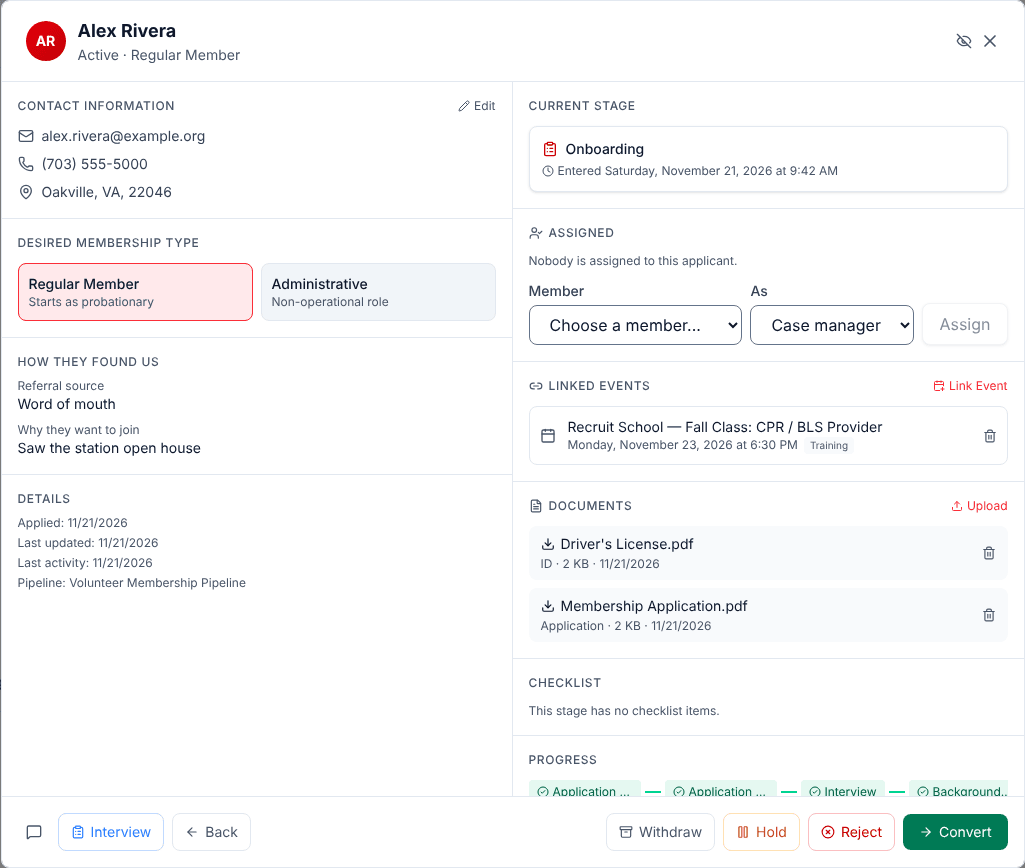 AR
Alex Rivera
Active · Regular Member
CONTACT INFORMATION
Edit
alex.rivera@example.org
(703) 555-5000
Oakville, VA, 22046
DESIRED MEMBERSHIP TYPE
Regular Member
Starts as probationary
Administrative
Non-operational role
HOW THEY FOUND US
Referral source
Word of mouth
Why they want to join
Saw the station open house
DETAILS
Applied: 11/21/2026
Last updated: 11/21/2026
Last activity: 11/21/2026
Pipeline: Volunteer Membership Pipeline
CURRENT STAGE
Onboarding
Entered Saturday, November 21, 2026 at 9:42 AM
ASSIGNED
Nobody is assigned to this applicant.
Member
As
Choose a member...
Case manager
Assign
LINKED EVENTS
Link Event
Recruit School — Fall Class: CPR / BLS Provider
Monday, November 23, 2026 at 6:30 PM Training
DOCUMENTS
Upload
Driver's License.pdf
ID · 2 KB · 11/21/2026
Membership Application.pdf
Application · 2 KB · 11/21/2026
CHECKLIST
This stage has no checklist items.
PROGRESS
Application ...
Application ...
Interview
Background...
Interview
Back
Withdraw
Hold
Reject
Convert